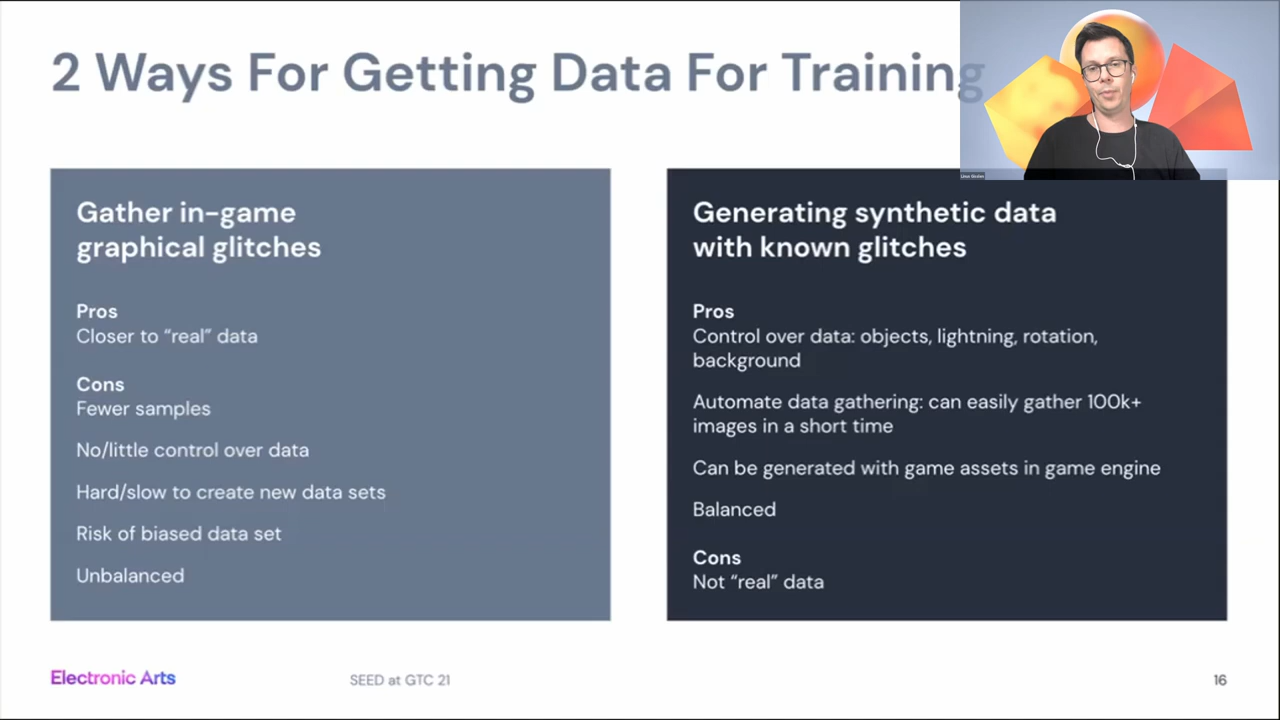 2 Ways For Getting Data For Training
Gather in-game
graphical glitches
Pros
Closer to “real” data
Cons
Fewer samples
No/little control over data
Hard/slow to create new data sets
Risk of biased data set
Unbalanced
Generating synthetic data
with known glitches
Pros
Control over data: objects, lightning, rotation,
background
Automate data gathering: can easily gather 100k+
images in a short time
Can be generated with game assets in game engine
Balanced
Cons
Not “real” data
Electronic Arts
SEED at GTC 21
16